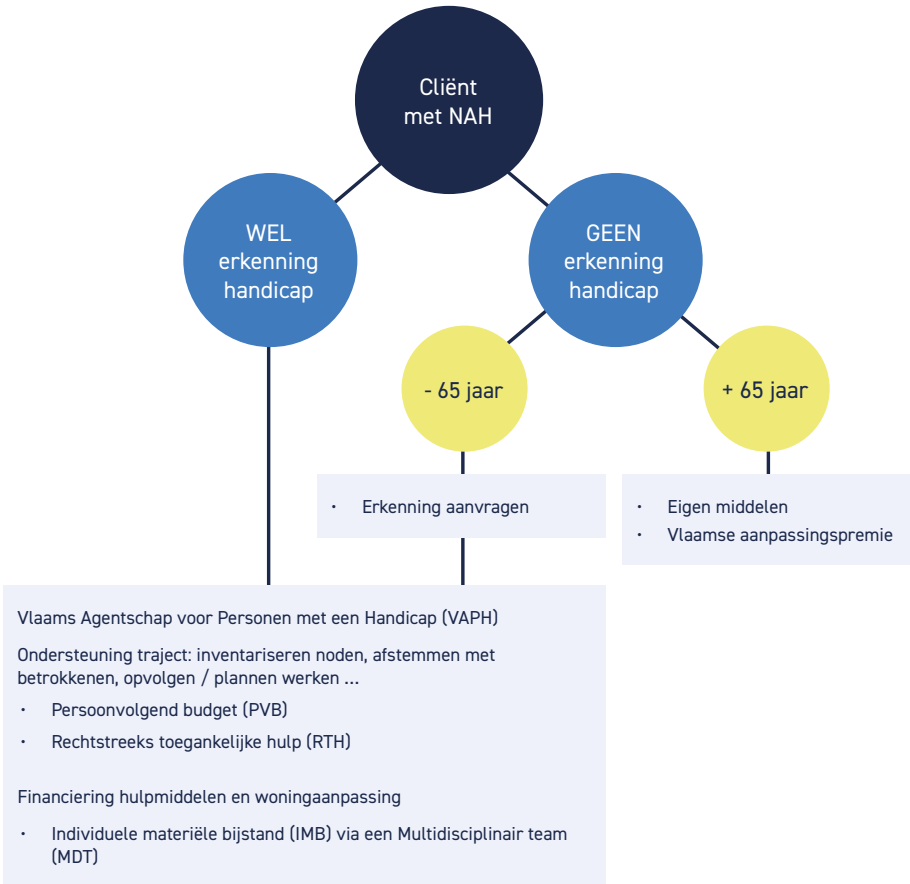 Cliënt
met NAH
WEL
erkenning
handicap
GEEN
erkenning
handicap
- 65 jaar
+ 65 jaar
• Erkenning aanvragen
• Eigen middelen
• Vlaamse aanpassingspremie
Vlaams Agentschap voor Personen met een Handicap (VAPH)
Ondersteuning traject: inventariseren noden, afstemmen met
betrokkenen, opvolgen / plannen werken ...
• Persoonvolgend budget (PVB)
• Rechtstreeks toegankelijke hulp (RTH)
Financiering hulpmiddelen en woningaanpassing
• Individuele materiële bijstand (IMB) via een Multidisciplinair team
(MDT)